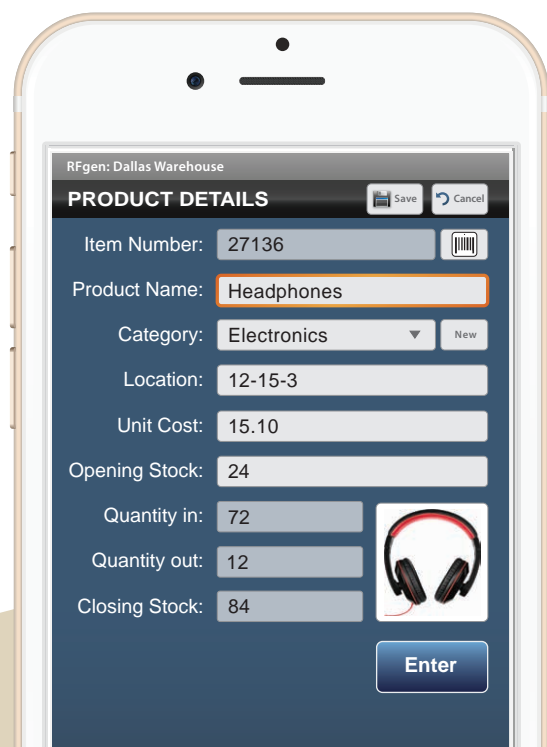 RFgen: Dallas Warehouse
PRODUCT DETAILS Save Cancel
Item Number: 27136
Product Name: Headphones
Category: Electronics New
Location: 12-15-3
Unit Cost: 15.10
Opening Stock: 24
Quantity in: 72
Quantity out: 12
Closing Stock: 84
Enter